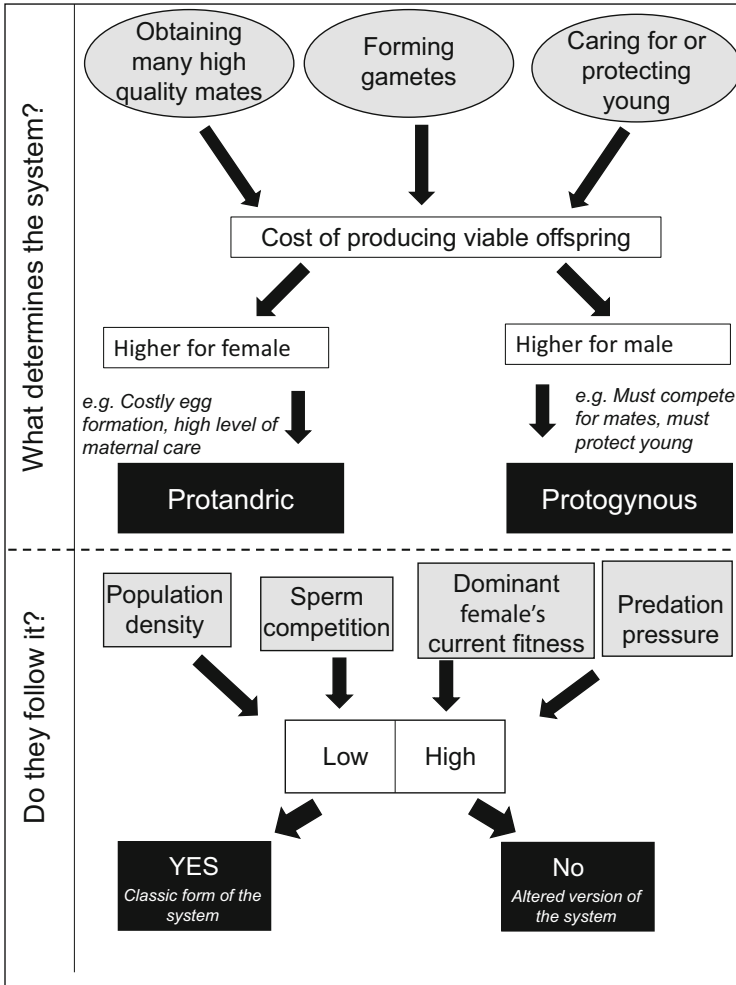 What determines the system?
Obtaining
many high
quality mates
Forming
gametes
Caring for or
protecting
young
Cost of producing viable offspring
Higher for female
Higher for male
e.g. Costly egg
formation, high level of
maternal care
e.g. Must compete
for mates, must
protect young
Protandric
Protogynous
Do they follow it?
Population
density
Sperm
competition
Dominant
female's
current fitness
Predation
pressure
Low
High
YES
Classic form of the
system
No
Altered version of
the system